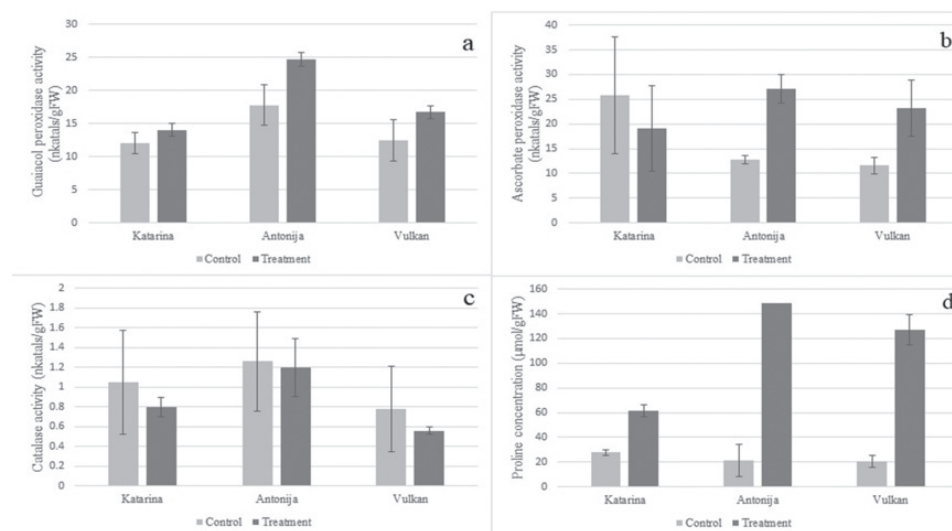 a
Guaiacol peroxidase activity
(nkatals/gFW)
30
25
20
15
10
5
0
Katarina
Antonija
Vulkan
Control
Treatment
b
Ascorbate peroxidase activity
(nkatals/gFW)
40
35
30
25
20
15
10
5
0
Katarina
Antonija
Vulkan
Control
Treatment
c
Catalase activity (nkatals/gFW)
2
1.8
1.6
1.4
1.2
1
0.8
0.6
0.4
0.2
0
Katarina
Antonija
Vulkan
Control
Treatment
d
Proline concentration (µmol/gFW)
160
140
120
100
80
60
40
20
0
Katarina
Antonija
Vulkan
Control
Treatment